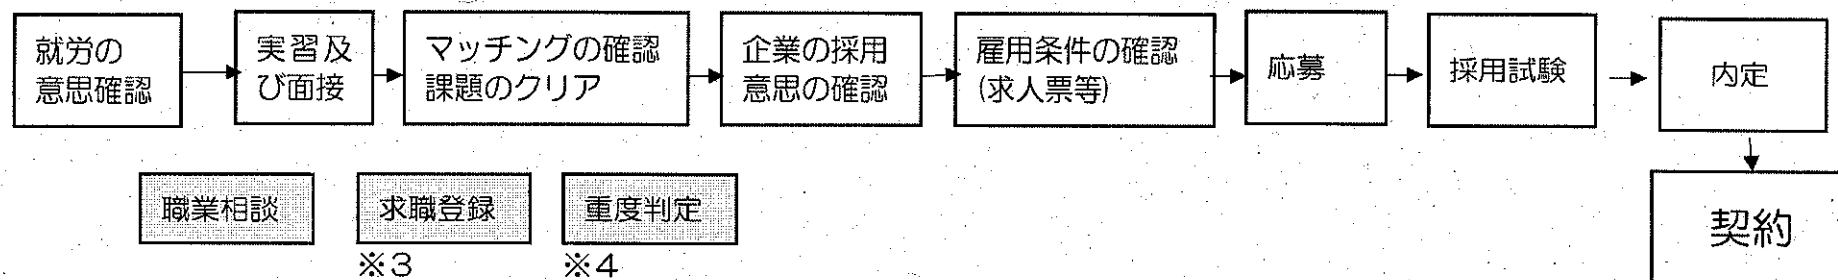 就労の
意思確認
実習及
び面接
マッチングの確認
課題のクリア
企業の採用
意思の確認
雇用条件の確認
(求人票等)
応募
採用試験
内定
職業相談
求職登録
重度判定
※3
※4
契約